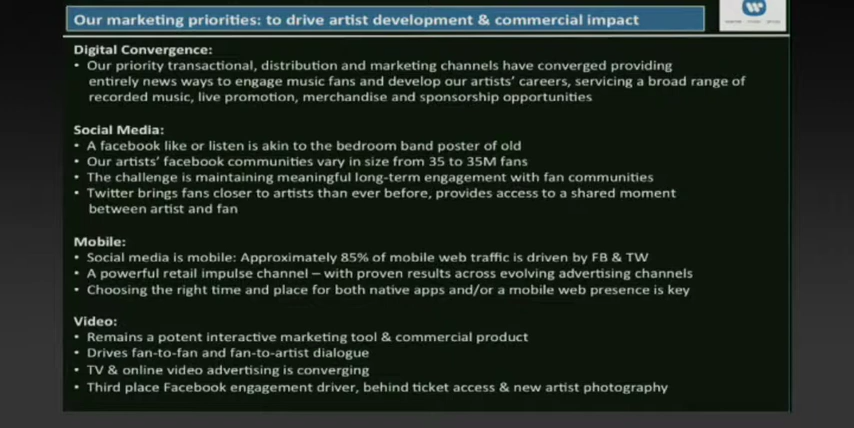 Our marketing priorities: to drive artist development & commercial impact
Digital Convergence:
• Our priority transactional, distribution and marketing channels have converged providing
entirely news ways to engage music fans and develop our artists' careers, servicing a broad range of
recorded music, live promotion, merchandise and sponsorship opportunities
Social Media:
• A facebook like or listen is akin to the bedroom band poster of old
• Our artists' facebook communities vary in size from 35 to 35M fans
• The challenge is maintaining meaningful long-term engagement with fan communities
• Twitter brings fans closer to artists than ever before, provides access to a shared moment
between artist and fan
Mobile:
• Social media is mobile: Approximately 85% of mobile web traffic is driven by FB & TW
• A powerful retail impulse channel – with proven results across evolving advertising channels
• Choosing the right time and place for both native apps and/or a mobile web presence is key
Video:
• Remains a potent interactive marketing tool & commercial product
• Drives fan-to-fan and fan-to-artist dialogue
• TV & online video advertising is converging
• Third place Facebook engagement driver, behind ticket access & new artist photography